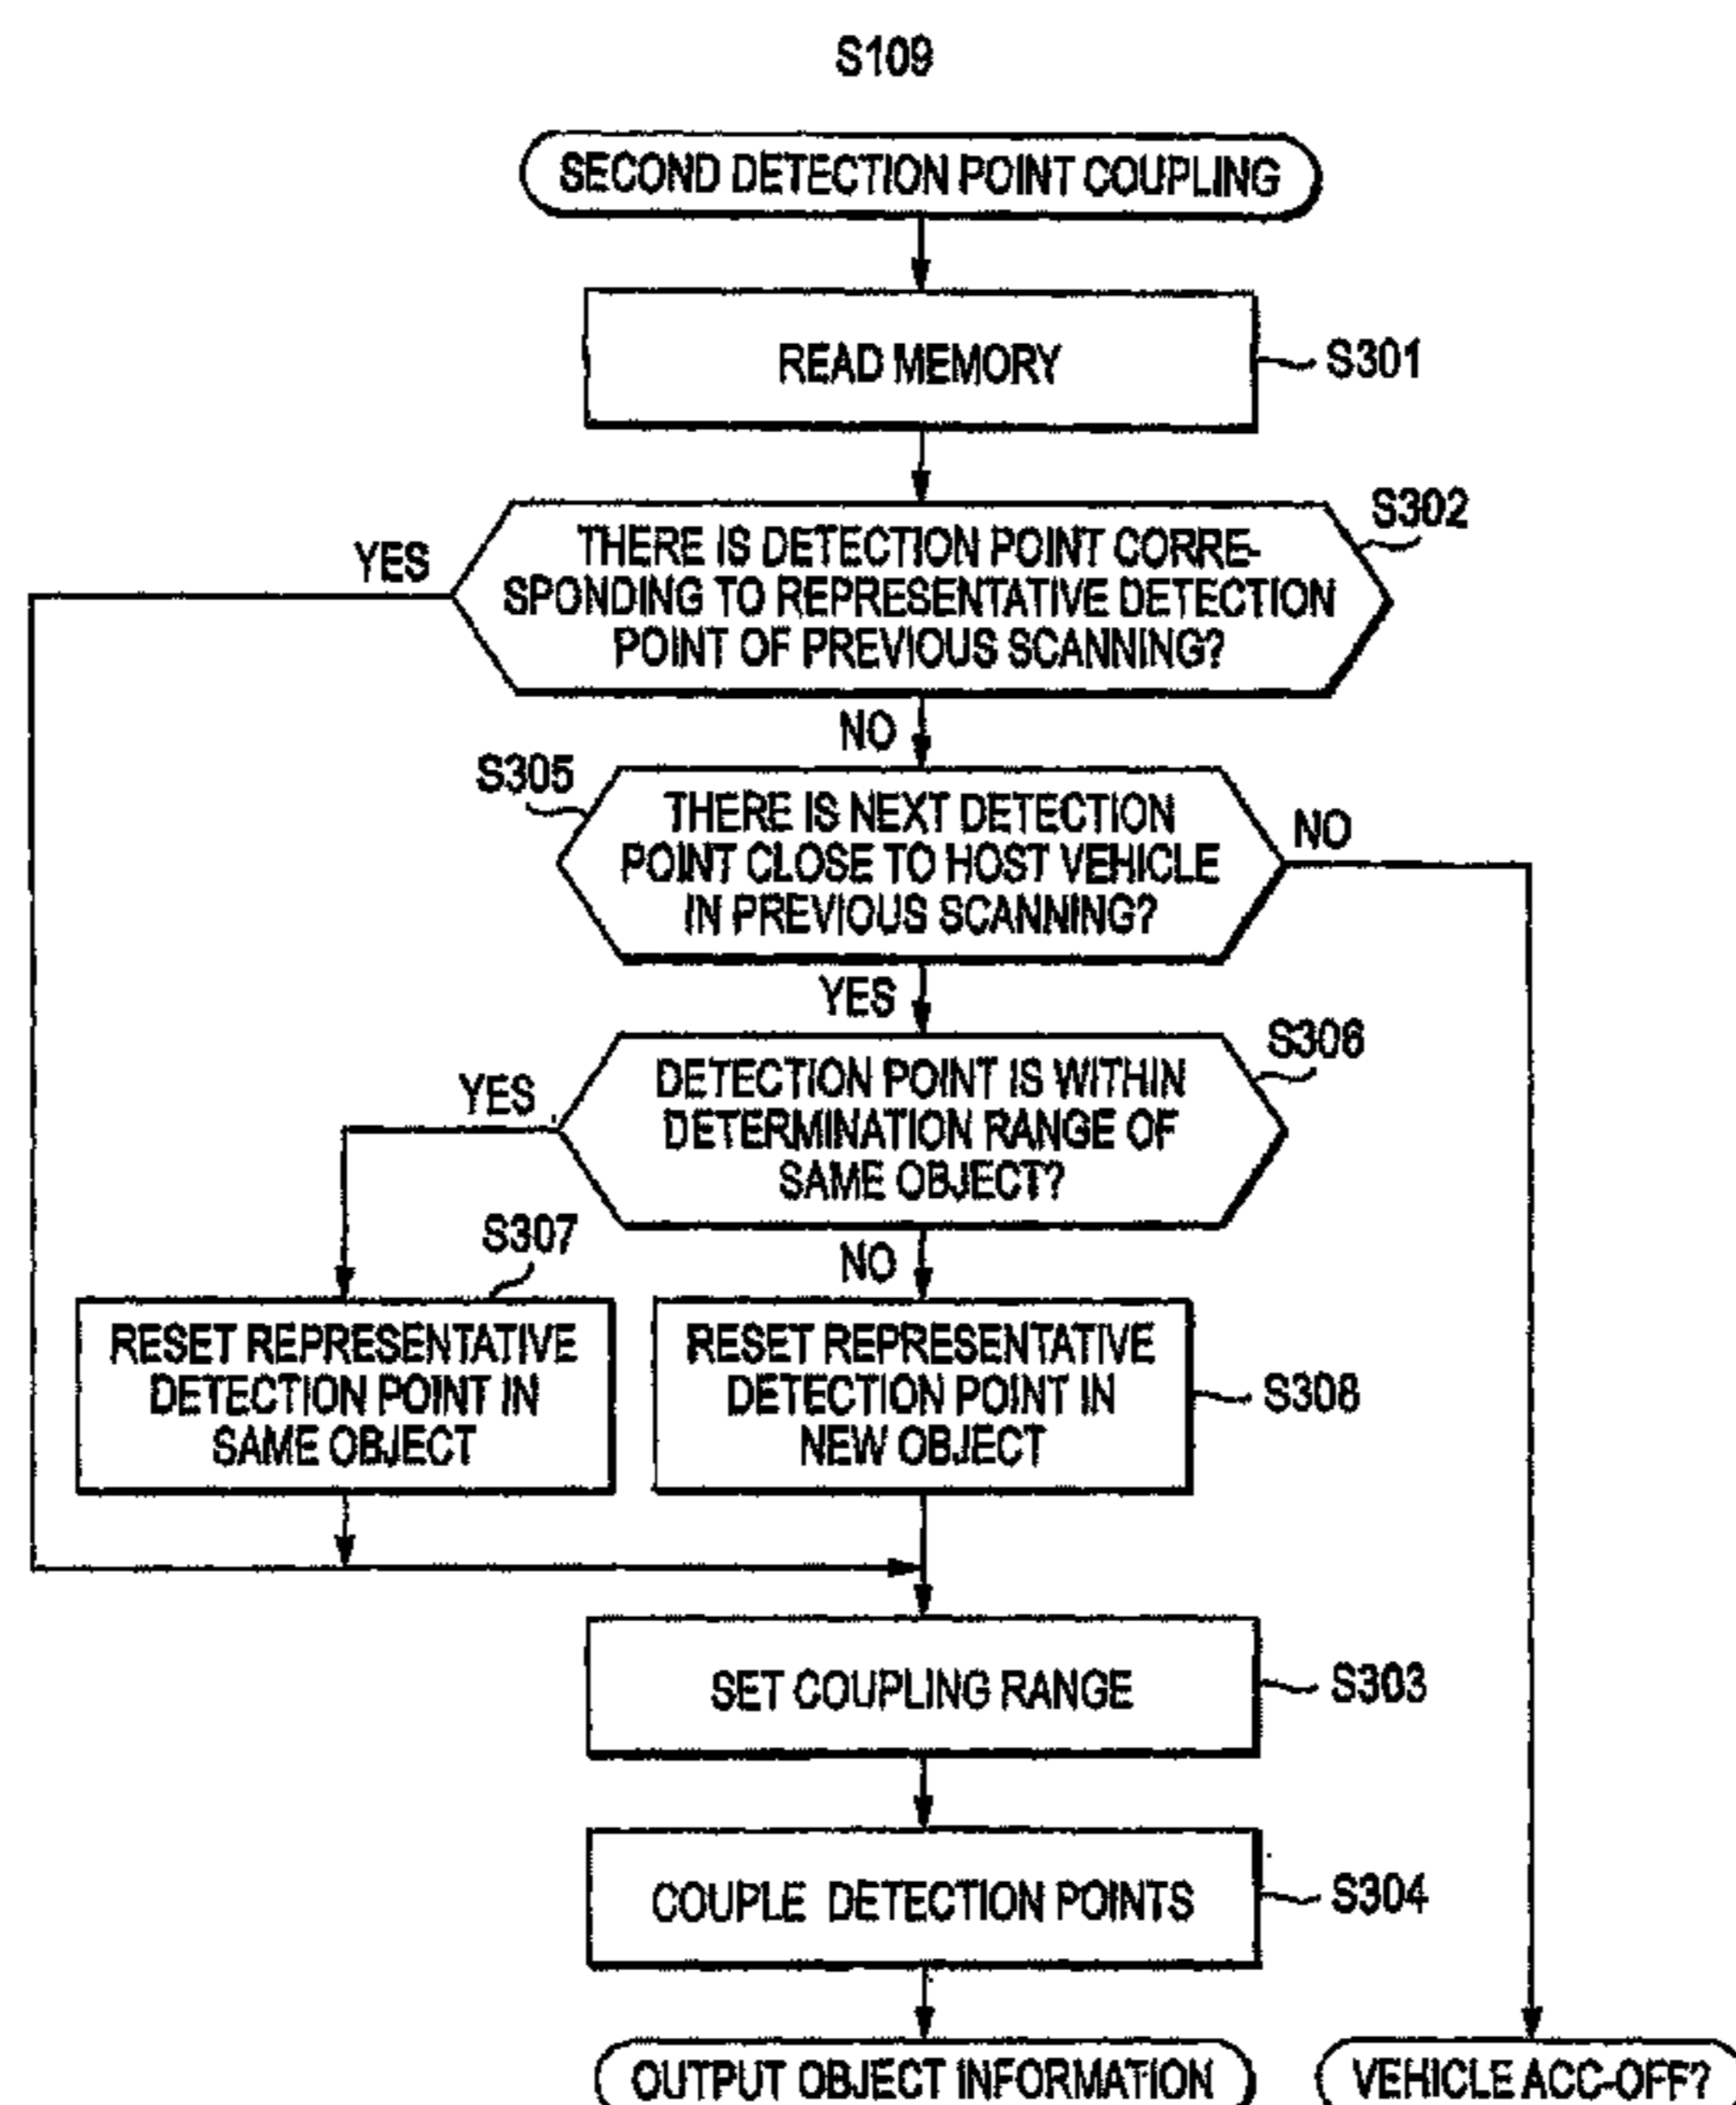 S109
SECOND DETECTION POINT COUPLING
READ MEMORY
S301
S302
YES
THERE IS DETECTION POINT CORRE-
SPONDING TO REPRESENTATIVE DETECTION
POINT OF PREVIOUS SCANNING?
NO
S305
THERE IS NEXT DETECTION
POINT CLOSE TO HOST VEHICLE
IN PREVIOUS SCANNING?
NO
YES
S306
YES
DETECTION POINT IS WITHIN
DETERMINATION RANGE OF
SAME OBJECT?
S307
NO
RESET REPRESENTATIVE
DETECTION POINT IN
SAME OBJECT
RESET REPRESENTATIVE
DETECTION POINT IN
NEW OBJECT
S308
SET COUPLING RANGE
S303
COUPLE DETECTION POINTS
S304
OUTPUT OBJECT INFORMATION
VEHICLE ACC-OFF?